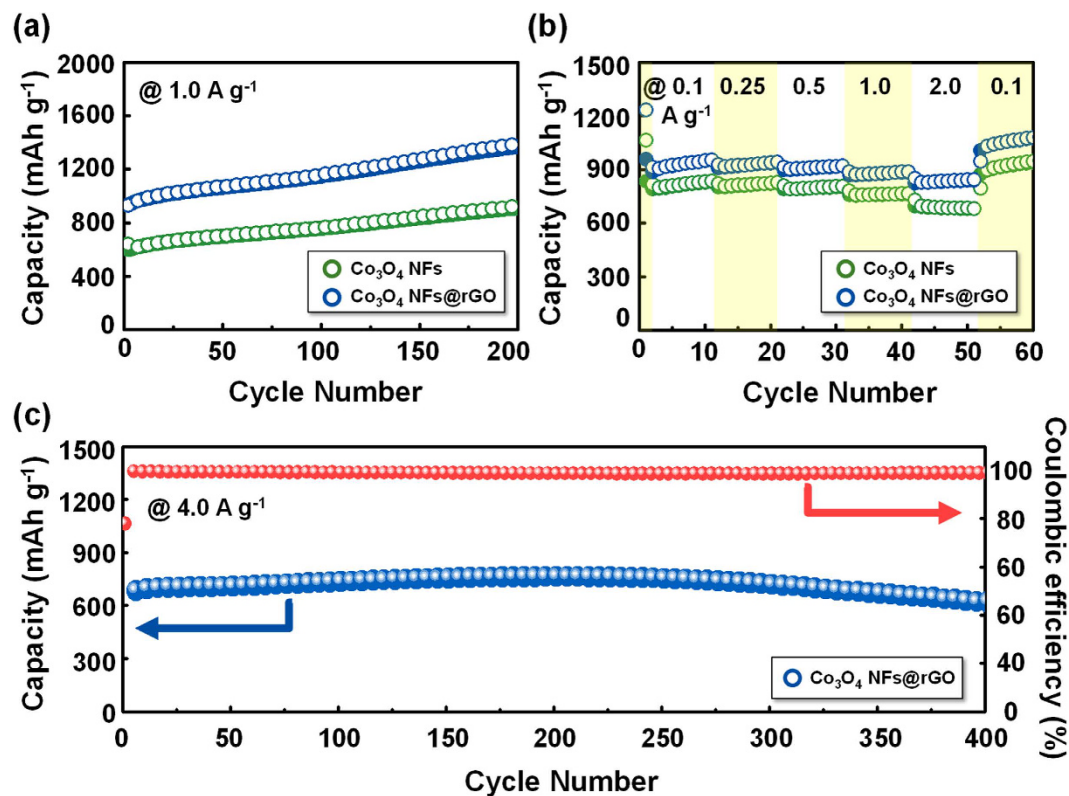 (a)
Capacity (mAh g⁻¹)
2000
1600
1200
800
400
0
@ 1.0 A g⁻¹
Co₃O₄ NFs
Co₃O₄ NFs@rGO
0 50 100 150 200
Cycle Number
(b)
Capacity (mAh g⁻¹)
1500
1200
900
600
300
0
@ 0.1 0.25 0.5 1.0 2.0 0.1
A g⁻¹
Co₃O₄ NFs
Co₃O₄ NFs@rGO
0 10 20 30 40 50 60
Cycle Number
(c)
Capacity (mAh g⁻¹)
1500
1200
900
600
300
0
@ 4.0 A g⁻¹
Co₃O₄ NFs@rGO
100
80
60
40
20
0
Coulombic efficiency (%)
0 50 100 150 200 250 300 350 400
Cycle Number